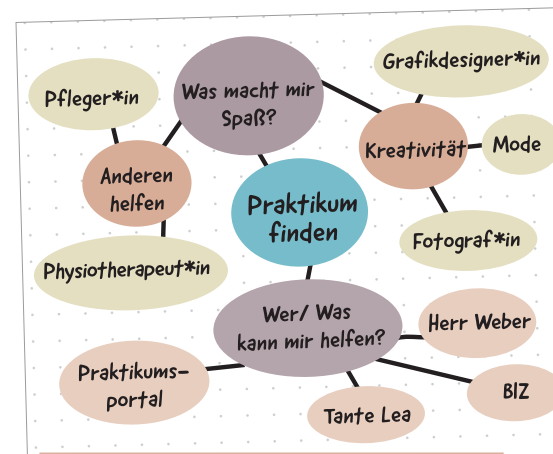 Grafikdesigner*in
Was macht mir
Spaß?
Pfleger*in
Kreativität
Mode
Anderen
helfen
Praktikum
finden
Fotograf*in
Physiotherapeut*in
Wer/ Was
kann mir helfen?
Herr Weber
Praktikums-
portal
BIZ
Tante Lea